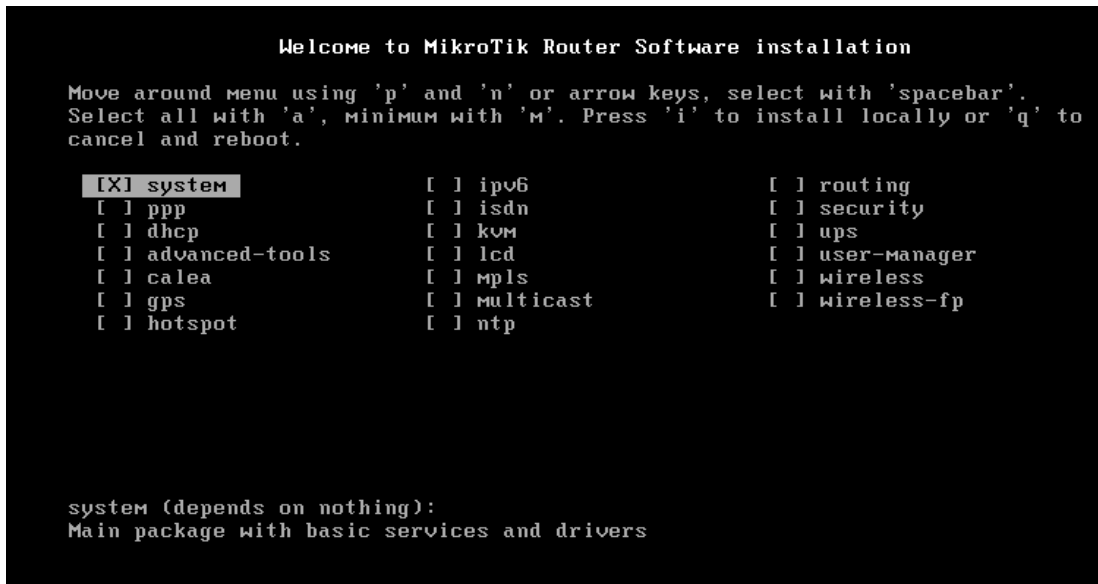 Welcome to MikroTik Router Software installation
Move around menu using 'p' and 'n' or arrow keys, select with 'spacebar'.
Select all with 'a', minimum with 'm'. Press 'i' to install locally or 'q' to
cancel and reboot.
[X] system [ ] ipv6 [ ] routing
[ ] ppp [ ] isdn [ ] security
[ ] dhcp [ ] kvm [ ] ups
[ ] advanced-tools [ ] lcd [ ] user-manager
[ ] calea [ ] mpls [ ] wireless
[ ] gps [ ] multicast [ ] wireless-fp
[ ] hotspot [ ] ntp
system (depends on nothing):
Main package with basic services and drivers